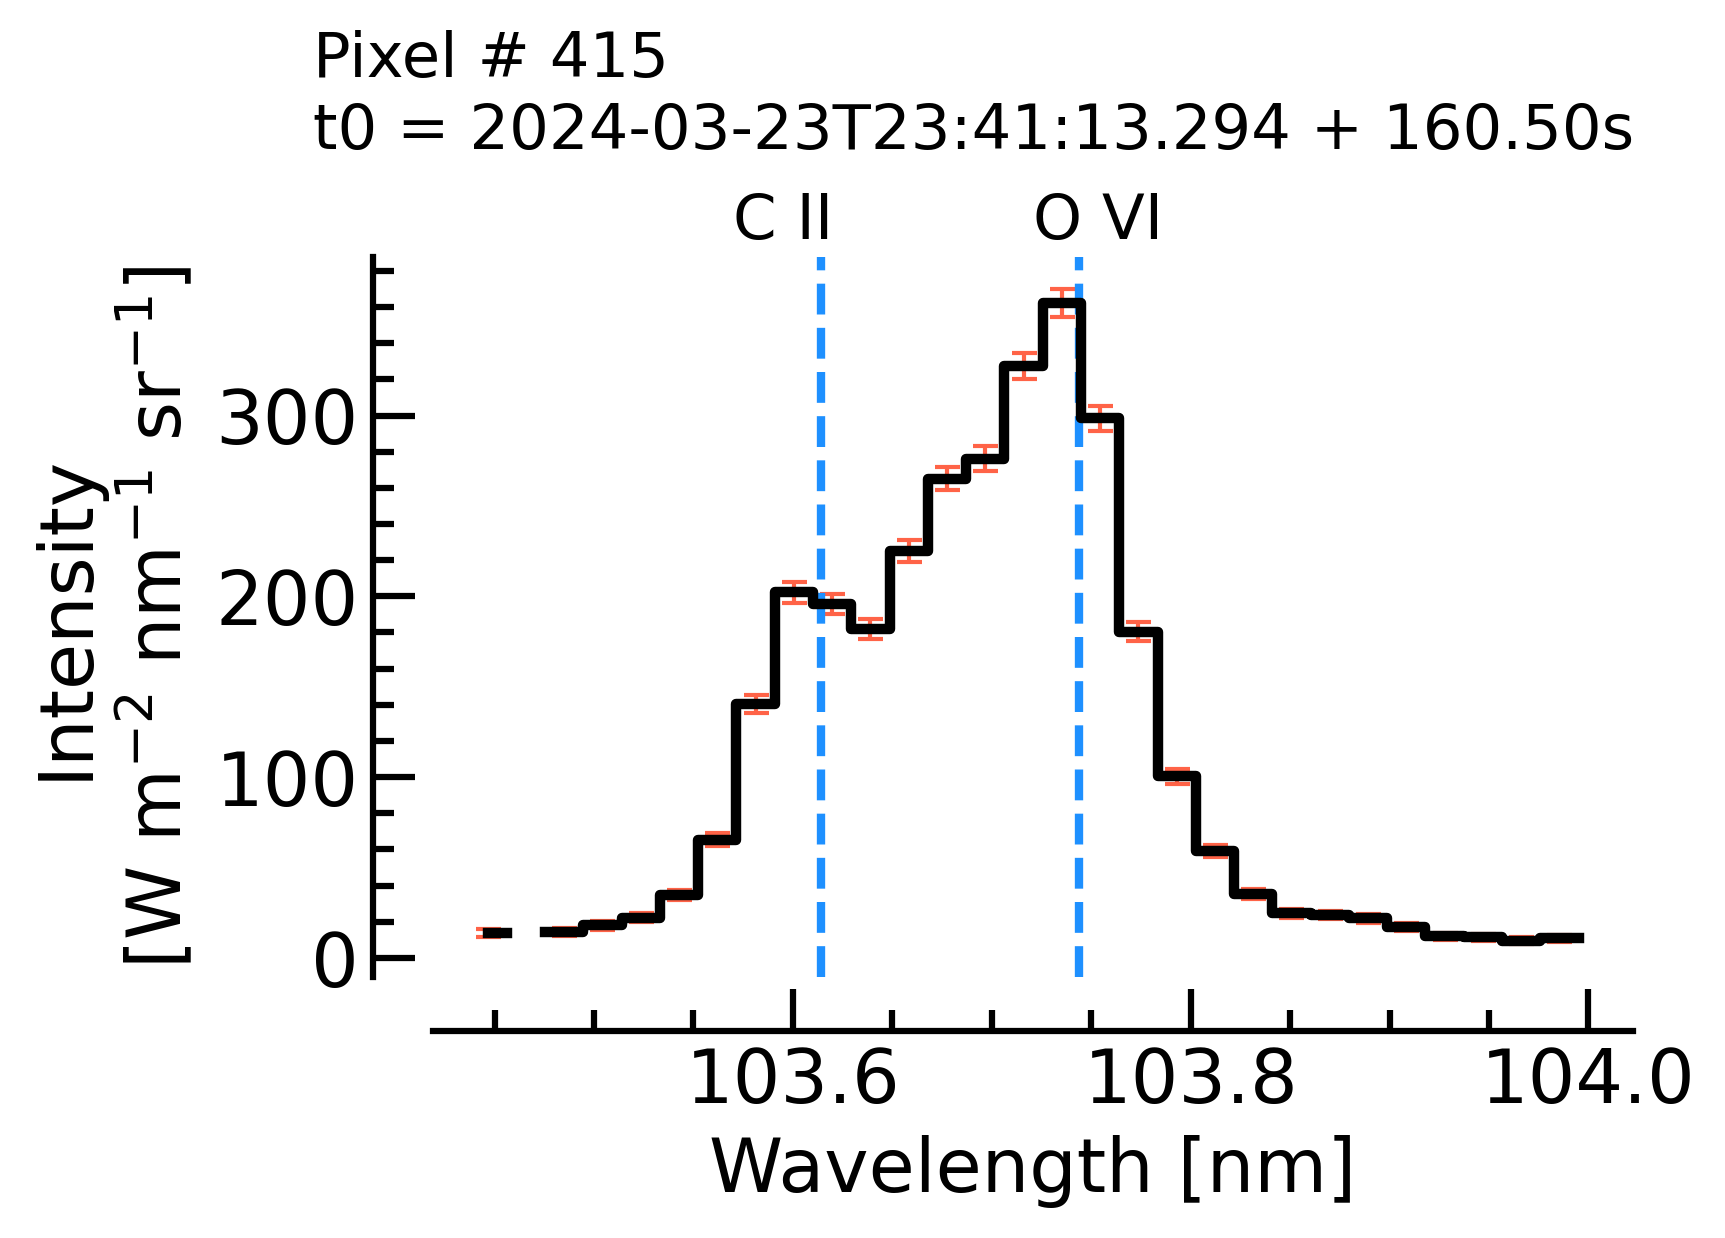 Pixel # 415
t0 = 2024-03-23T23:41:13.294 + 160.50s
C II
O VI
Intensity
[W m⁻² nm⁻¹ sr⁻¹]
300
200
100
0
103.6
103.8
104.0
Wavelength [nm]